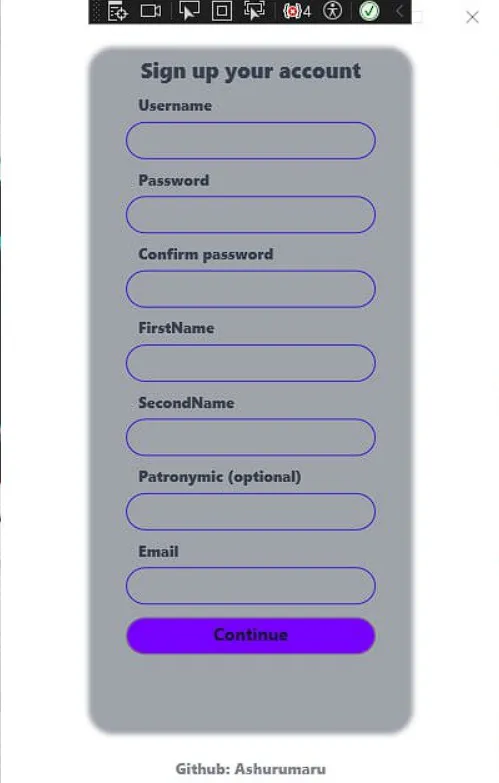 4
Sign up your account
Username
Password
Confirm password
FirstName
SecondName
Patronymic (optional)
Email
Continue
Github: Ashurumaru